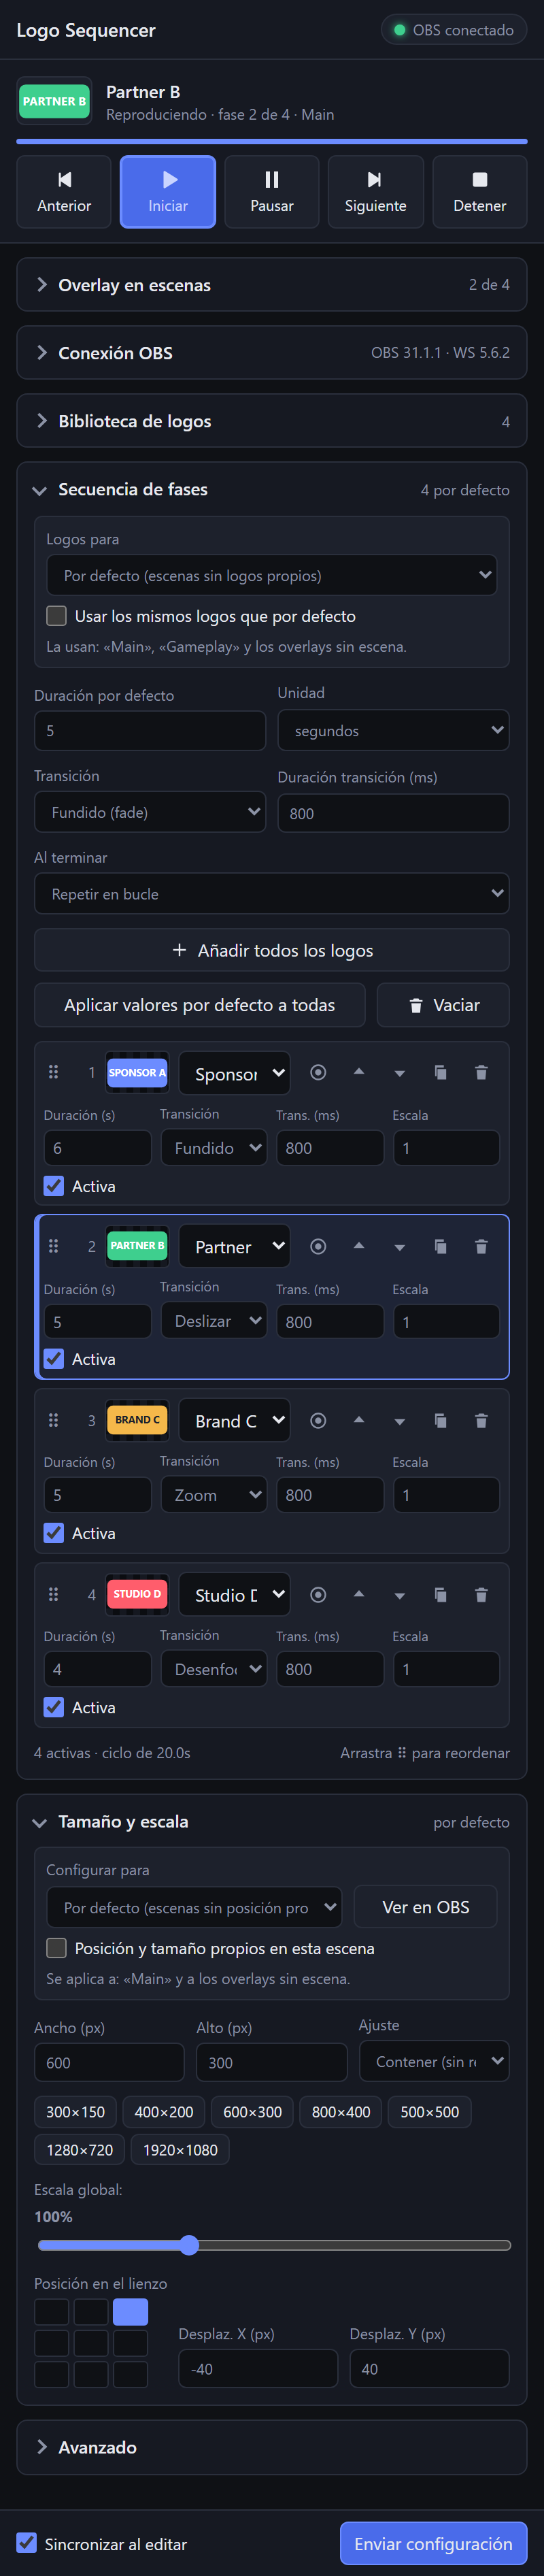 Logo Sequencer
OBS conectado
PARTNER B
Partner B
Reproduciendo · fase 2 de 4 · Main
Anterior
Iniciar
Pausar
Siguiente
Detener
Overlay en escenas
2 de 4
Conexión OBS
OBS 31.1.1 · WS 5.6.2
Biblioteca de logos
4
Secuencia de fases
4 por defecto
Logos para
Por defecto (escenas sin logos propios)
Usar los mismos logos que por defecto
La usan: «Main», «Gameplay» y los overlays sin escena.
Duración por defecto
Unidad
5
segundos
Transición
Duración transición (ms)
Fundido (fade)
800
Al terminar
Repetir en bucle
+ Añadir todos los logos
Aplicar valores por defecto a todas
Vaciar
1
SPONSOR A
Sponsor
Duración (s)
Transición
Trans. (ms)
Escala
6
Fundido
800
1
Activa
2
PARTNER B
Partner
Duración (s)
Transición
Trans. (ms)
Escala
5
Deslizar
800
1
Activa
3
BRAND C
Brand C
Duración (s)
Transición
Trans. (ms)
Escala
5
Zoom
800
1
Activa
4
STUDIO D
Studio D
Duración (s)
Transición
Trans. (ms)
Escala
4
Desenfo
800
1
Activa
4 activas · ciclo de 20.0s
Arrastra ⠿ para reordenar
Tamaño y escala
por defecto
Configurar para
Por defecto (escenas sin posición pro
Ver en OBS
Posición y tamaño propios en esta escena
Se aplica a: «Main» y a los overlays sin escena.
Ancho (px)
Alto (px)
Ajuste
600
300
Contener (sin r
300×150
400×200
600×300
800×400
500×500
1280×720
1920×1080
Escala global:
100%
Posición en el lienzo
Desplaz. X (px)
Desplaz. Y (px)
-40
40
Avanzado
Sincronizar al editar
Enviar configuración